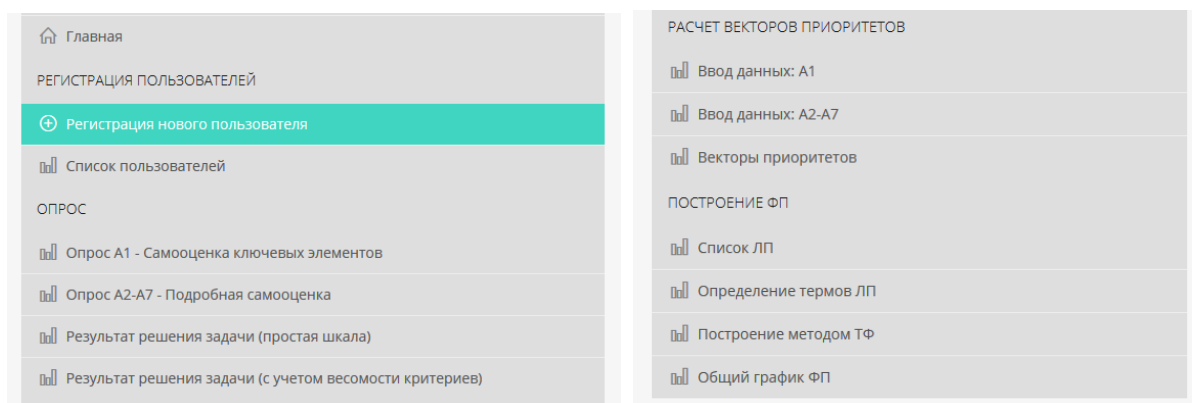 Главная
РЕГИСТРАЦИЯ ПОЛЬЗОВАТЕЛЕЙ
Регистрация нового пользователя
Список пользователей
ОПРОС
Опрос А1 - Самооценка ключевых элементов
Опрос А2-А7 - Подробная самооценка
Результат решения задачи (простая шкала)
Результат решения задачи (с учетом весомости критериев)
РАСЧЕТ ВЕКТОРОВ ПРИОРИТЕТОВ
Ввод данных: А1
Ввод данных: А2-А7
Векторы приоритетов
ПОСТРОЕНИЕ ФП
Список ЛП
Определение термов ЛП
Построение методом ТФ
Общий график ФП